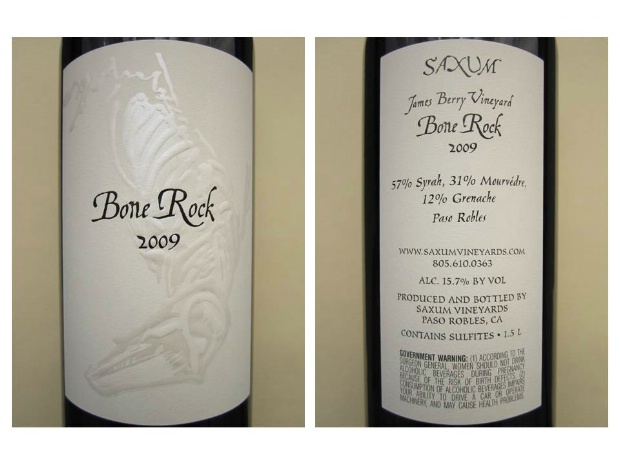 Bone Rock
2009
SAXUM
James Berry Vineyard
Bone Rock
2009
57% Syrah, 31% Mourvèdre,
12% Grenache
Paso Robles
WWW.SAXUMVINEYARDS.COM
805.610.0363
ALC. 15.7% BY VOL
PRODUCED AND BOTTLED BY
SAXUM VINEYARDS
PASO ROBLES, CA
CONTAINS SULFITES • 1.5 L
GOVERNMENT WARNING: (1) ACCORDING TO THE
SURGEON GENERAL, WOMEN SHOULD NOT DRINK
ALCOHOLIC BEVERAGES DURING PREGNANCY
BECAUSE OF THE RISK OF BIRTH DEFECTS. (2)
CONSUMPTION OF ALCOHOLIC BEVERAGES IMPAIRS
YOUR ABILITY TO DRIVE A CAR OR OPERATE
MACHINERY, AND MAY CAUSE HEALTH PROBLEMS.